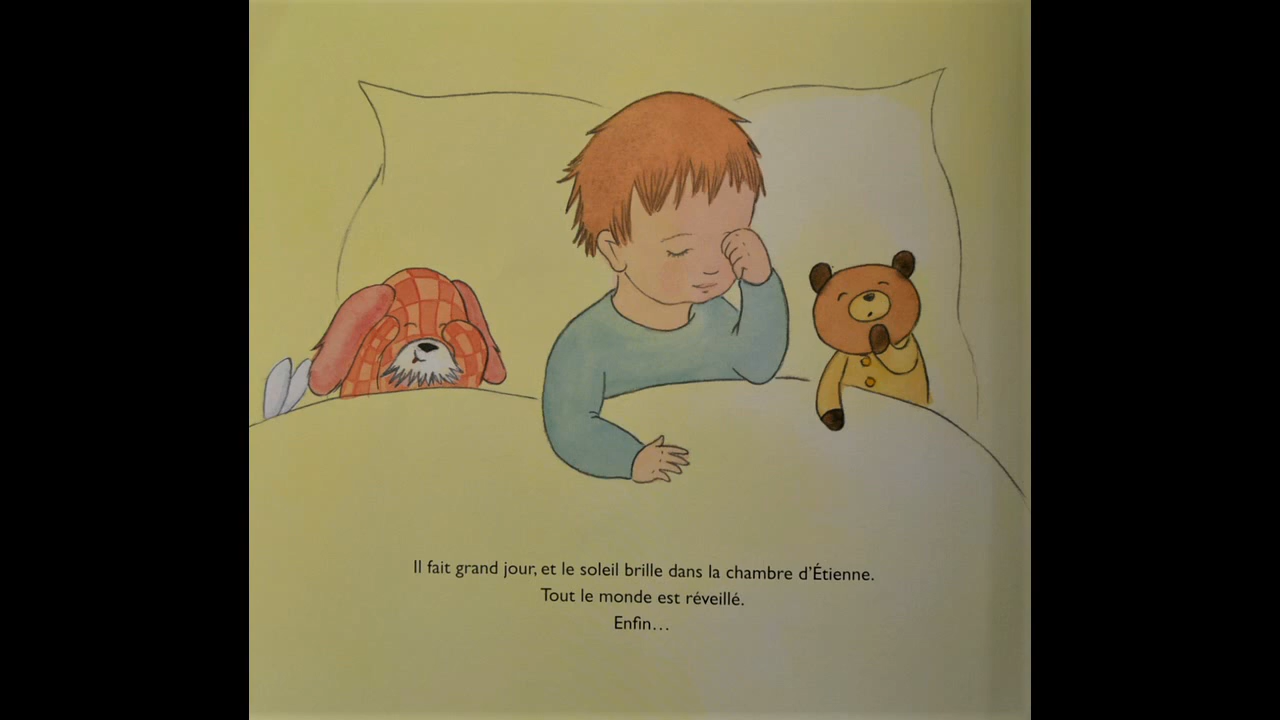 Il fait grand jour, et le soleil brille dans la chambre d'Étienne.
Tout le monde est réveillé.
Enfin…